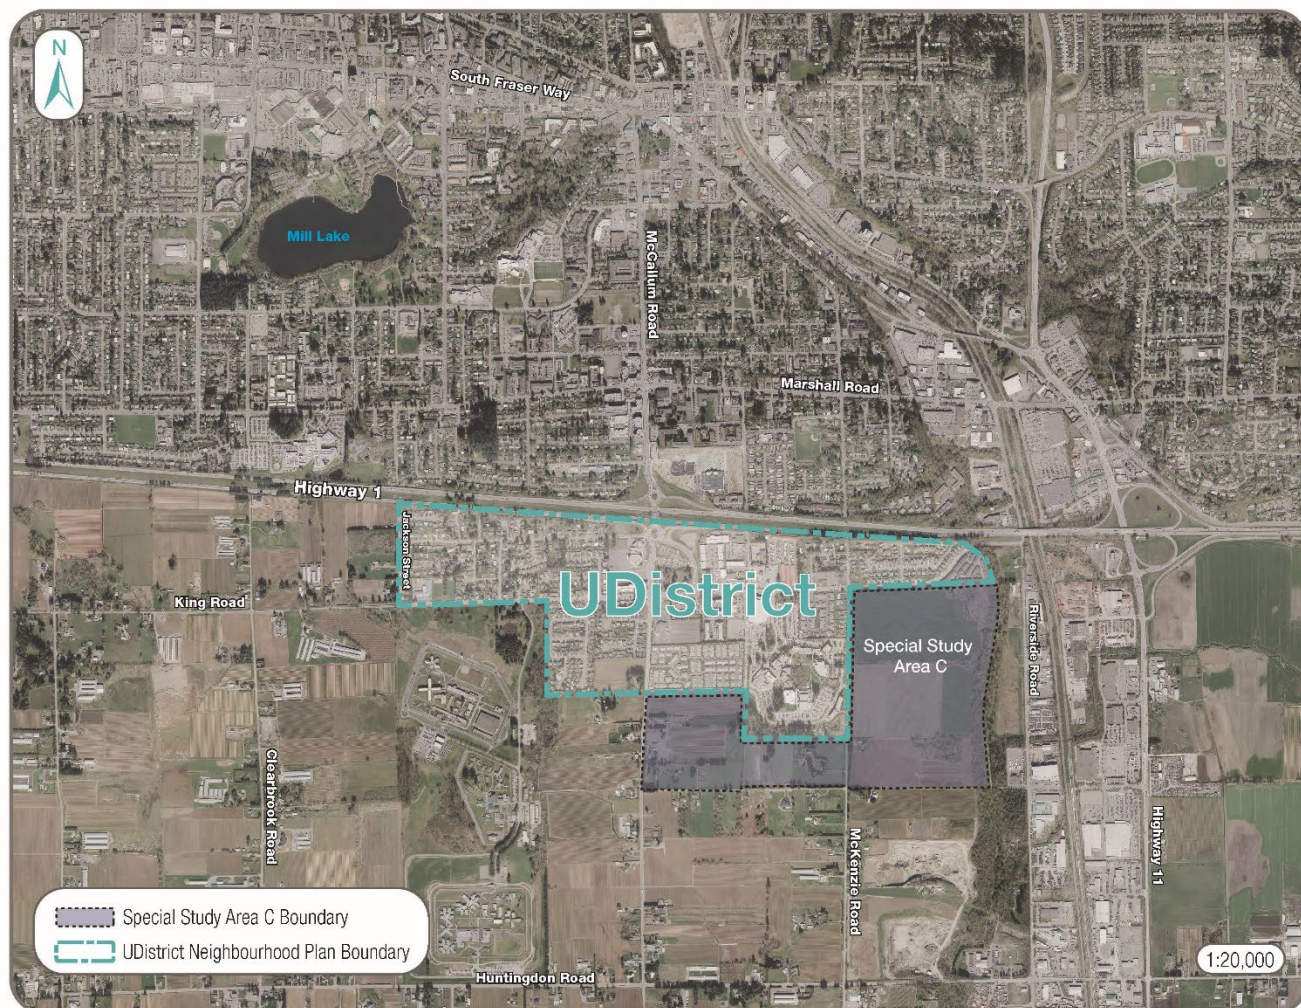 N
South Fraser Way
Mill Lake
McCallum Road
Marshall Road
Highway 1
Jackson Street
UDistrict
King Road
Riverside Road
Special Study
Area C
Clearbrook Road
McKenzie Road
Highway 11
Special Study Area C Boundary
UDistrict Neighbourhood Plan Boundary
1:20,000
Huntingdon Road